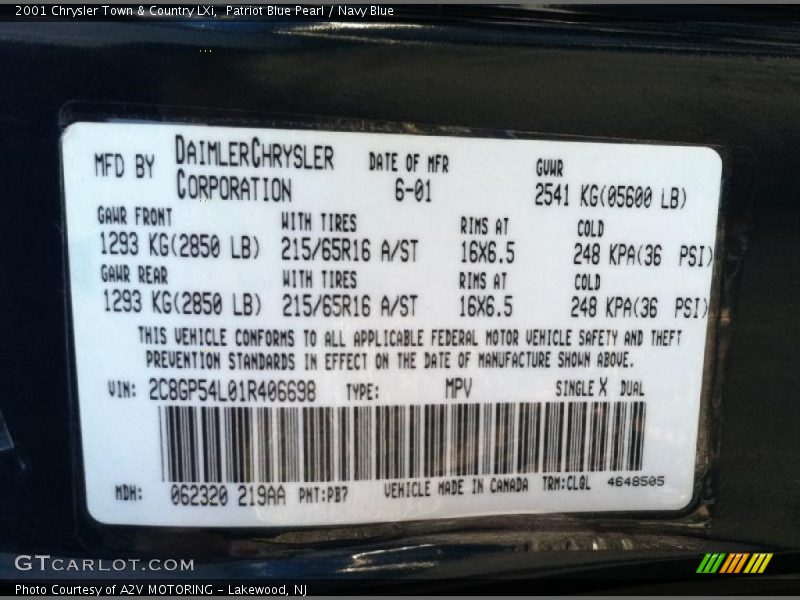 2001 Chrysler Town & Country LXi, Patriot Blue Pearl / Navy Blue
MFD BY DAIMLERCHRYSLER CORPORATION DATE OF MFR 6-01 GVWR 2541 KG(05600 LB)
GAWR FRONT WITH TIRES RIMS AT COLD
1293 KG(2850 LB) 215/65R16 A/ST 16X6.5 248 KPA(36 PSI)
GAWR REAR WITH TIRES RIMS AT COLD
1293 KG(2850 LB) 215/65R16 A/ST 16X6.5 248 KPA(36 PSI)
THIS VEHICLE CONFORMS TO ALL APPLICABLE FEDERAL MOTOR VEHICLE SAFETY AND THEFT
PREVENTION STANDARDS IN EFFECT ON THE DATE OF MANUFACTURE SHOWN ABOVE.
VIN: 2C8GP54L01R406698 TYPE: MPV SINGLE X DUAL
MDH: 062320 219AA PNT:PB7 VEHICLE MADE IN CANADA TRM:CLQL 4648505
GTCARLOT.COM
Photo Courtesy of A2V MOTORING - Lakewood, NJ